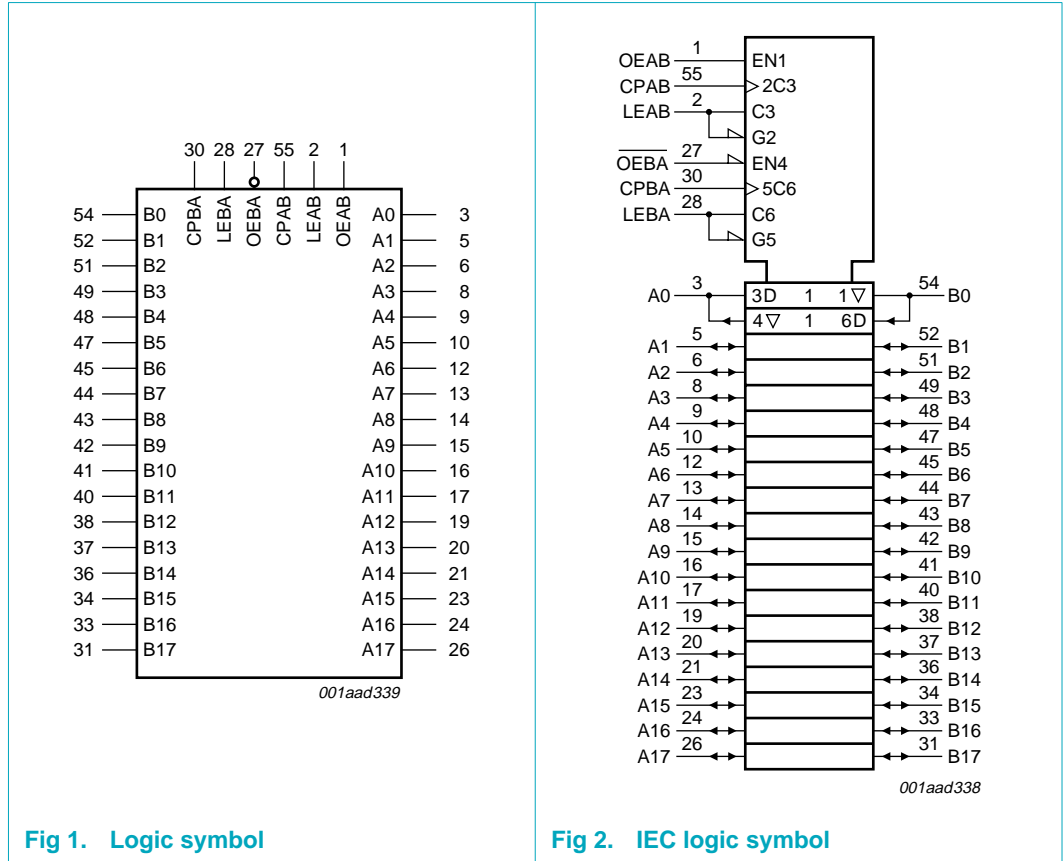 30 28 27 55 2 1
CPBA LEBA OEBA CPAB LEAB OEAB
54 B0 A0 3
52 B1 A1 5
51 B2 A2 6
49 B3 A3 8
48 B4 A4 9
47 B5 A5 10
45 B6 A6 12
44 B7 A7 13
43 B8 A8 14
42 B9 A9 15
41 B10 A10 16
40 B11 A11 17
38 B12 A12 19
37 B13 A13 20
36 B14 A14 21
34 B15 A15 23
33 B16 A16 24
31 B17 A17 26
001aad339
Fig 1. Logic symbol
OEAB 1 EN1
CPAB 55 2C3
LEAB 2 C3
G2
OEBA 27 EN4
CPBA 30 5C6
LEBA 28 C6
G5
A0 3 3D 1 1▽ 54 B0
4▽ 1 6D
A1 5 52 B1
A2 6 51 B2
A3 8 49 B3
A4 9 48 B4
A5 10 47 B5
A6 12 45 B6
A7 13 44 B7
A8 14 43 B8
A9 15 42 B9
A10 16 41 B10
A11 17 40 B11
A12 19 38 B12
A13 20 37 B13
A14 21 36 B14
A15 23 34 B15
A16 24 33 B16
A17 26 31 B17
001aad338
Fig 2. IEC logic symbol